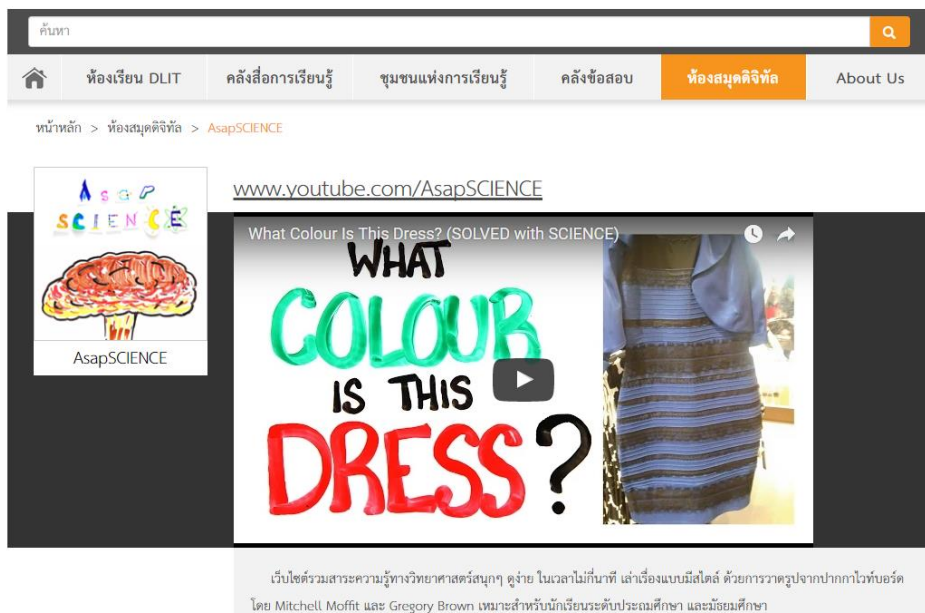 ค้นหา
ห้องเรียน DLIT
คลังสื่อการเรียนรู้
ชุมชนแห่งการเรียนรู้
คลังข้อสอบ
ห้องสมุดดิจิทัล
About Us
หน้าหลัก > ห้องสมุดดิจิทัล > AsapSCIENCE
AsaP
SCIENCE
AsapSCIENCE
www.youtube.com/AsapSCIENCE
What Colour Is This Dress? (SOLVED with SCIENCE)
WHAT
COLOUR
IS THIS
DRESS?
เว็บไซต์รวมสาระความรู้ทางวิทยาศาสตร์สนุกๆ ดูง่าย ในเวลาไม่กี่นาที เล่าเรื่องแบบมีสไตล์ ด้วยการวาดรูปจากปากกาไวท์บอร์ด
โดย Mitchell Moffit และ Gregory Brown เหมาะสำหรับนักเรียนระดับประถมศึกษา และมัธยมศึกษา